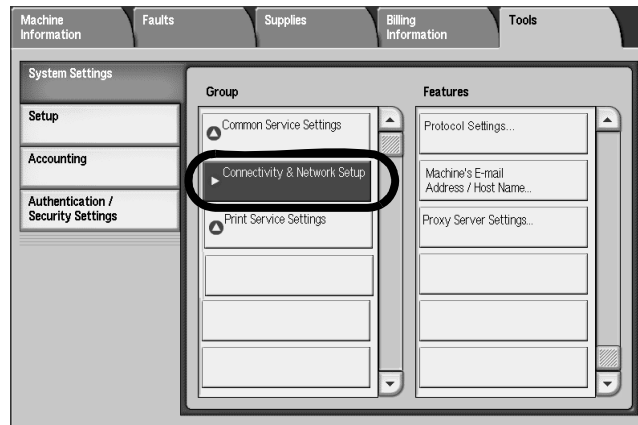 Machine
Information
Faults
Supplies
Billing
Information
Tools
System Settings
Setup
Accounting
Authentication /
Security Settings
Group
Common Service Settings
Connectivity & Network Setup
Print Service Settings
Features
Protocol Settings...
Machine's E-mail
Address / Host Name...
Proxy Server Settings...